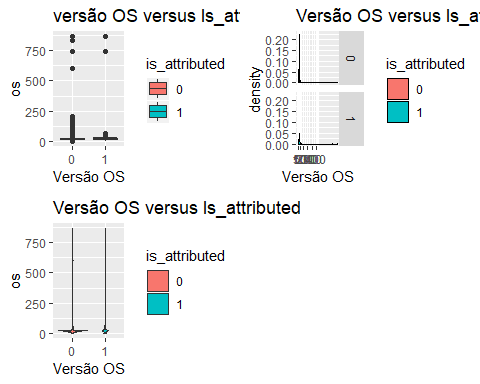 versão OS versus Is_at
750
500
250
0
os
0 1
Versão OS
is_attributed
0
1
Versão OS versus Is_at
0.20
0.15
0.10
0.05
0.00
0.20
0.15
0.10
0.05
0.00
density
0
1
Versão OS
is_attributed
0
1
Versão OS versus Is_attributed
750
500
250
0
os
0 1
Versão OS
is_attributed
0
1